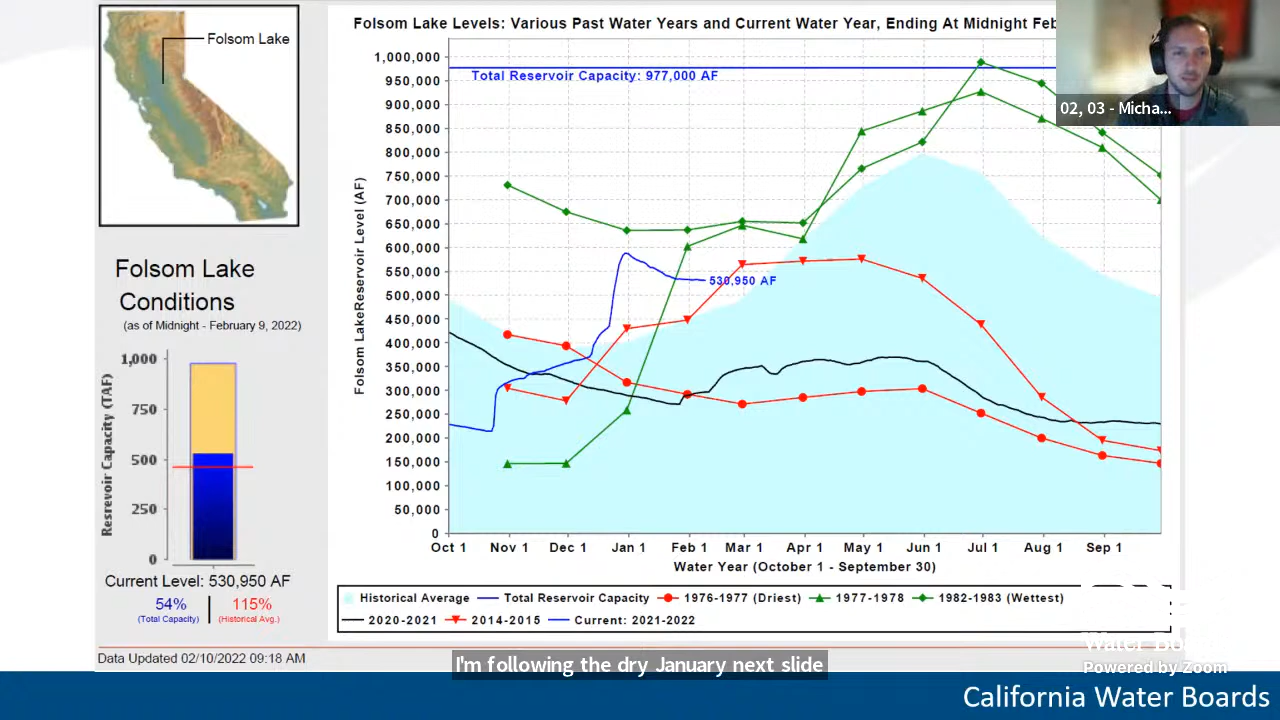 Folsom Lake
Folsom Lake
Conditions
(as of Midnight - February 9, 2022)
Resrevoir Capacity (TAF)
1,000
750
500
250
0
Current Level: 530,950 AF
54%
(Total Capacity)
115%
(Historical Avg.)
Data Updated 02/10/2022 09:18 AM
Folsom Lake Levels: Various Past Water Years and Current Water Year, Ending At Midnight Feb
Folsom LakeReservoir Level (AF)
1,000,000
950,000
900,000
850,000
800,000
750,000
700,000
650,000
600,000
550,000
500,000
450,000
400,000
350,000
300,000
250,000
200,000
150,000
100,000
50,000
0
Total Reservoir Capacity: 977,000 AF
530,950 AF
Oct 1 Nov 1 Dec 1 Jan 1 Feb 1 Mar 1 Apr 1 May 1 Jun 1 Jul 1 Aug 1 Sep 1
Water Year (October 1 - September 30)
Historical Average Total Reservoir Capacity 1976-1977 (Driest) 1977-1978 1982-1983 (Wettest)
2020-2021 2014-2015 Current: 2021-2022
02, 03 - Micha...
I'm following the dry January next slide
Powered by Zoom
California Water Boards